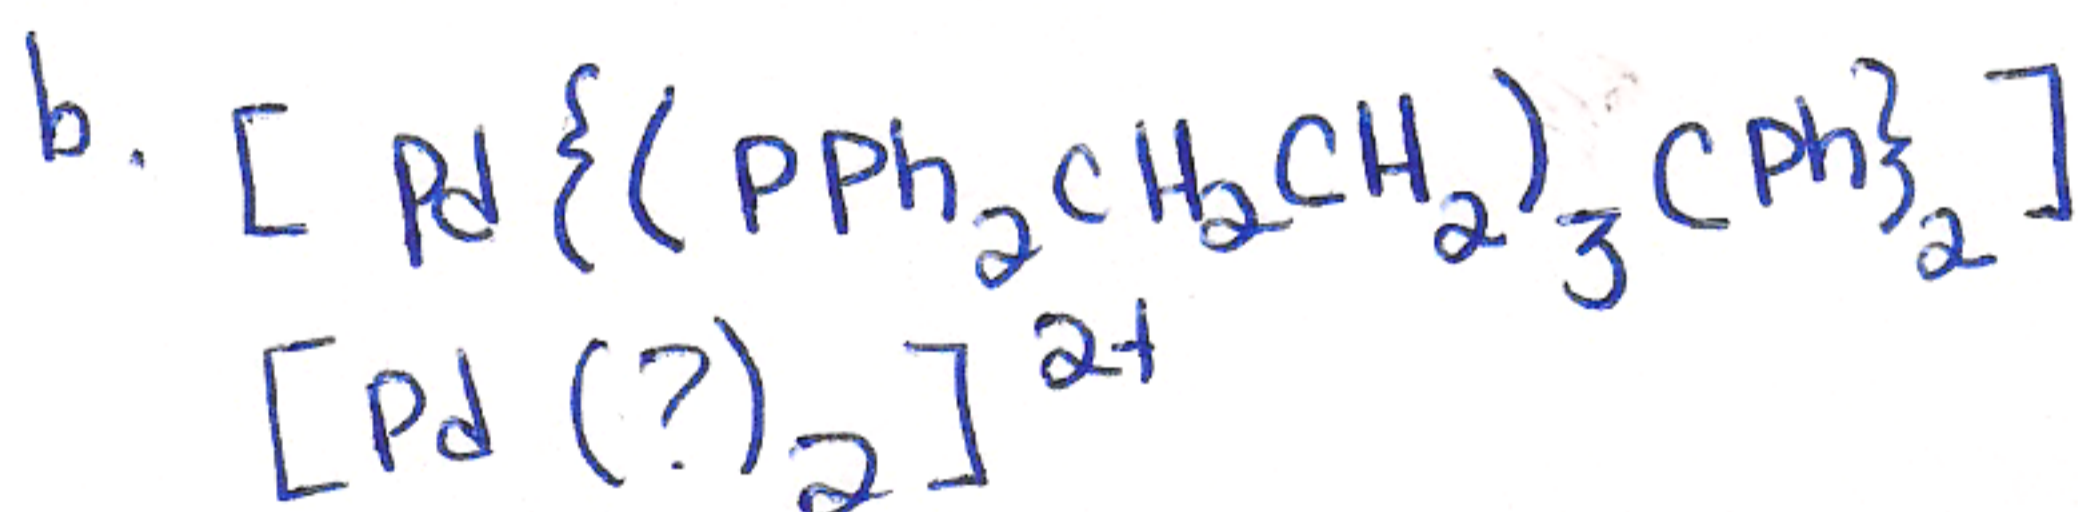 b. [Pd{(PPh₂CH₂CH₂)₃CPh}₂]
[Pd(?)₂]²⁺